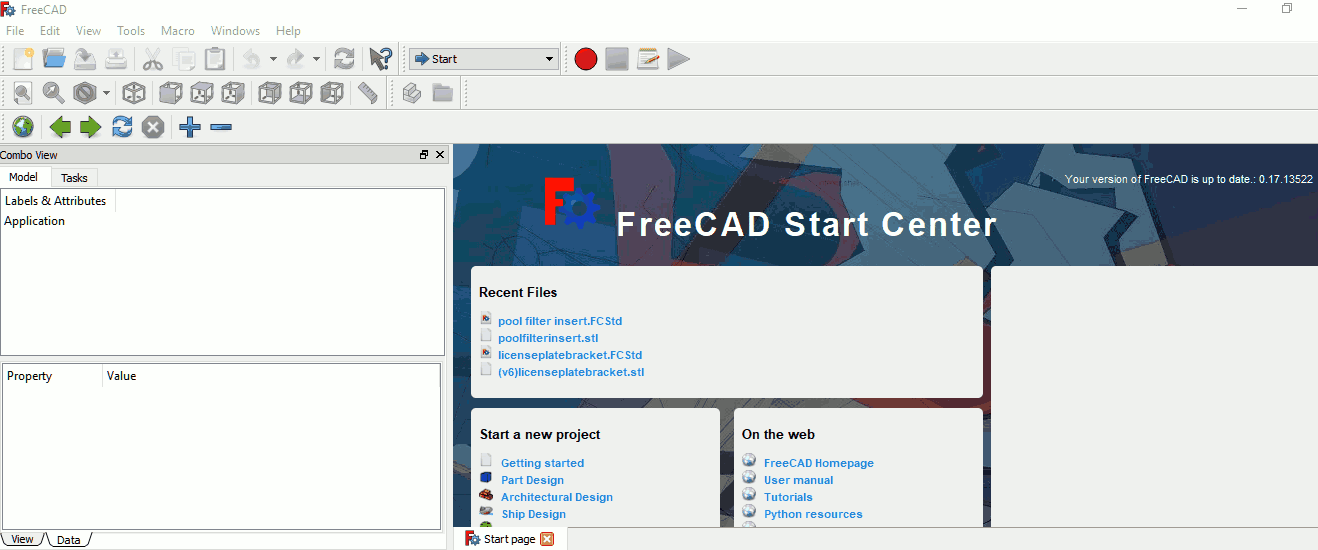 FreeCAD
File Edit View Tools Macro Windows Help
Start
Combo View
Model Tasks
Labels & Attributes
Application
Property Value
View Data
Your version of FreeCAD is up to date.: 0.17.13522
FreeCAD Start Center
Recent Files
pool filter insert.FCStd
poolfilterinsert.stl
licenseplatebracket.FCStd
(v6)licenseplatebracket.stl
Start a new project
Getting started
Part Design
Architectural Design
Ship Design
On the web
FreeCAD Homepage
User manual
Tutorials
Python resources
Start page